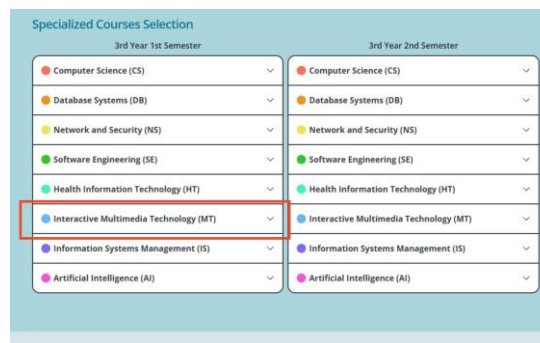 Specialized Courses Selection
3rd Year 1st Semester
Computer Science (CS)
Database Systems (DB)
Network and Security (NS)
Software Engineering (SE)
Health Information Technology (HT)
Interactive Multimedia Technology (MT)
Information Systems Management (IS)
Artificial Intelligence (AI)
3rd Year 2nd Semester
Computer Science (CS)
Database Systems (DB)
Network and Security (NS)
Software Engineering (SE)
Health Information Technology (HT)
Interactive Multimedia Technology (MT)
Information Systems Management (IS)
Artificial Intelligence (AI)